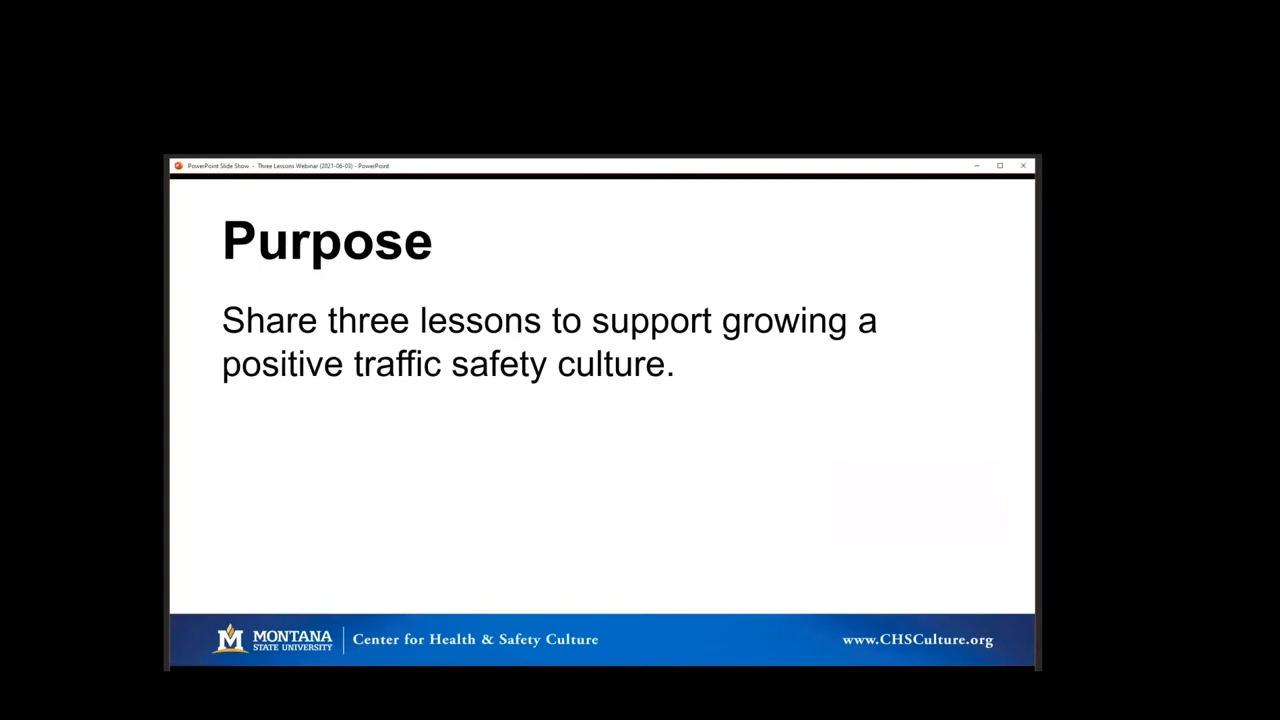 PowerPoint Slide Show - Three Lessons Webinar (2021-06-03) - PowerPoint
Purpose
Share three lessons to support growing a
positive traffic safety culture.
M MONTANA
STATE UNIVERSITY
Center for Health & Safety Culture
www.CHSCulture.org